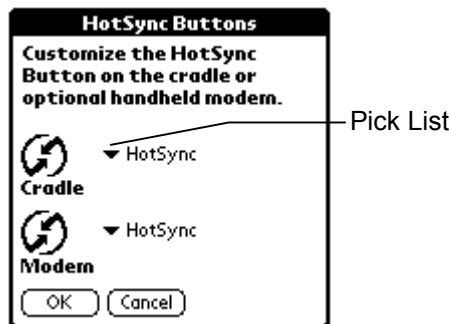 HotSync Buttons
Customize the HotSync
Button on the cradle or
optional handheld modem.
Pick List
HotSync
Cradle
HotSync
Modem
OK Cancel